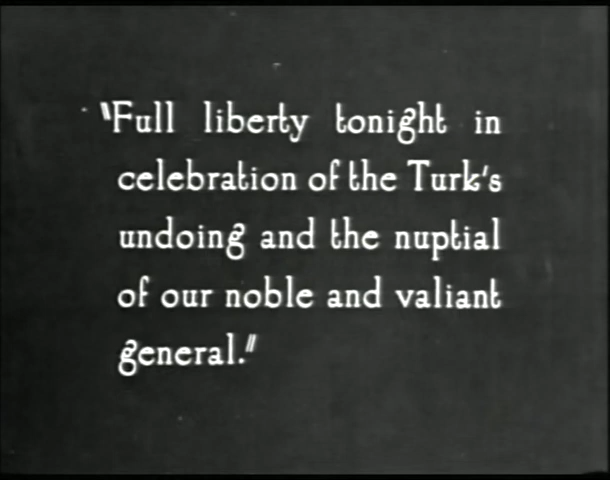 "Full liberty tonight in
celebration of the Turk's
undoing and the nuptial
of our noble and valiant
general."